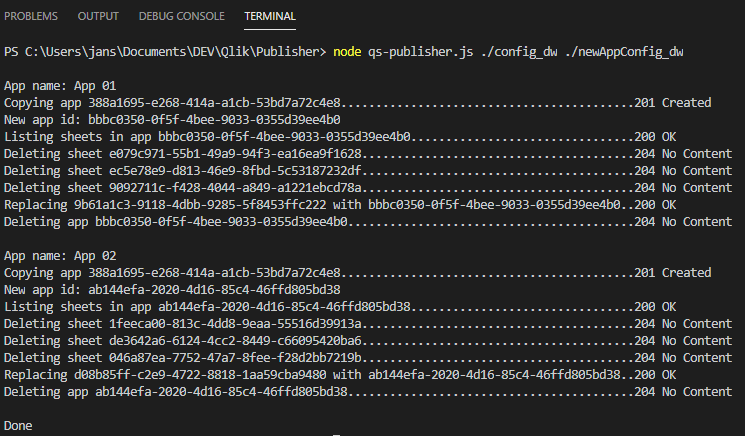 PROBLEMS OUTPUT DEBUG CONSOLE TERMINAL
PS C:\Users\jans\Documents\DEV\Qlik\Publisher> node qs-publisher.js ./config_dw ./newAppConfig_dw
App name: App 01
Copying app 388a1695-e268-414a-a1cb-53bd7a72c4e8..........................................201 Created
New app id: bbbc0350-0f5f-4bee-9033-0355d39ee4b0
Listing sheets in app bbbc0350-0f5f-4bee-9033-0355d39ee4b0................................200 OK
Deleting sheet e079c971-55b1-49a9-94f3-ea16ea9f1628.......................................204 No Content
Deleting sheet ec5e78e9-d813-46e9-8fbd-5c53187232df.......................................204 No Content
Deleting sheet 9092711c-f428-4044-a849-a1221ebcd78a.......................................204 No Content
Replacing 9b61a1c3-9118-4dbb-9285-5f8453ffc222 with bbbc0350-0f5f-4bee-9033-0355d39ee4b0..200 OK
Deleting app bbbc0350-0f5f-4bee-9033-0355d39ee4b0.........................................204 No Content
App name: App 02
Copying app 388a1695-e268-414a-a1cb-53bd7a72c4e8..........................................201 Created
New app id: ab144efa-2020-4d16-85c4-46ffd805bd38
Listing sheets in app ab144efa-2020-4d16-85c4-46ffd805bd38................................200 OK
Deleting sheet 1feeca00-813c-4dd8-9eaa-55516d39913a.......................................204 No Content
Deleting sheet de3642a6-6124-4cc2-8449-c66095420ba6.......................................204 No Content
Deleting sheet 046a87ea-7752-47a7-8fee-f28d2bb7219b.......................................204 No Content
Replacing d08b85ff-c2e9-4722-8818-1aa59cba9480 with ab144efa-2020-4d16-85c4-46ffd805bd38..200 OK
Deleting app ab144efa-2020-4d16-85c4-46ffd805bd38.........................................204 No Content
Done